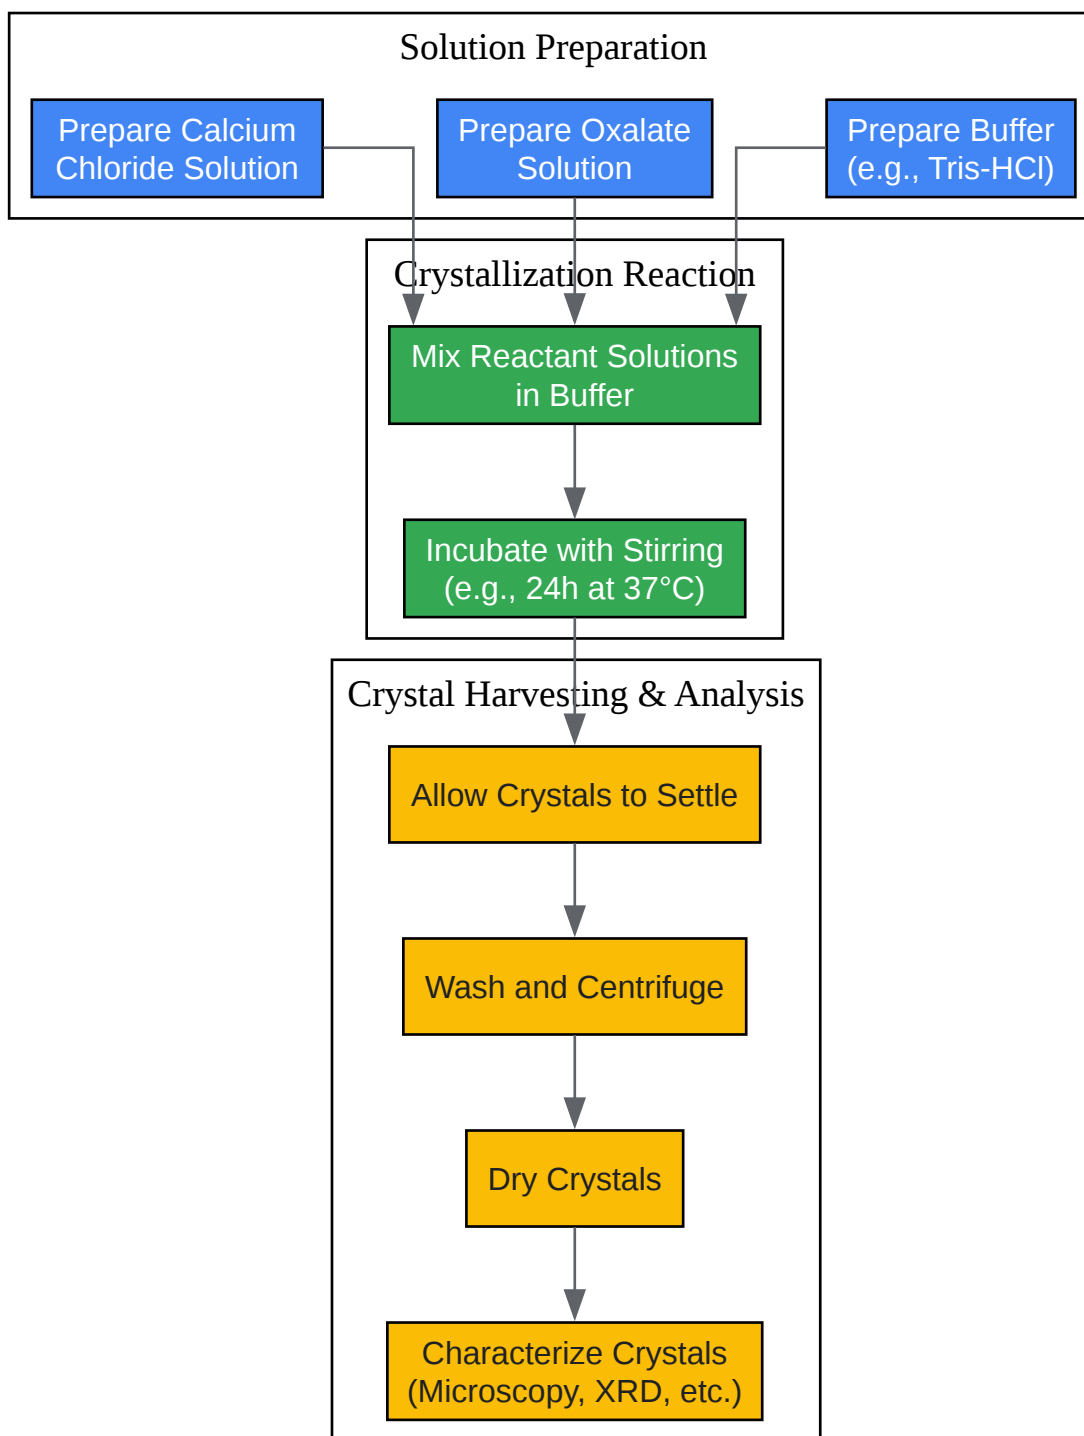 Solution Preparation
Prepare Calcium
Chloride Solution
Prepare Oxalate
Solution
Prepare Buffer
(e.g., Tris-HCl)
Crystallization Reaction
Mix Reactant Solutions
in Buffer
Incubate with Stirring
(e.g., 24h at 37°C)
Crystal Harvesting & Analysis
Allow Crystals to Settle
Wash and Centrifuge
Dry Crystals
Characterize Crystals
(Microscopy, XRD, etc.)